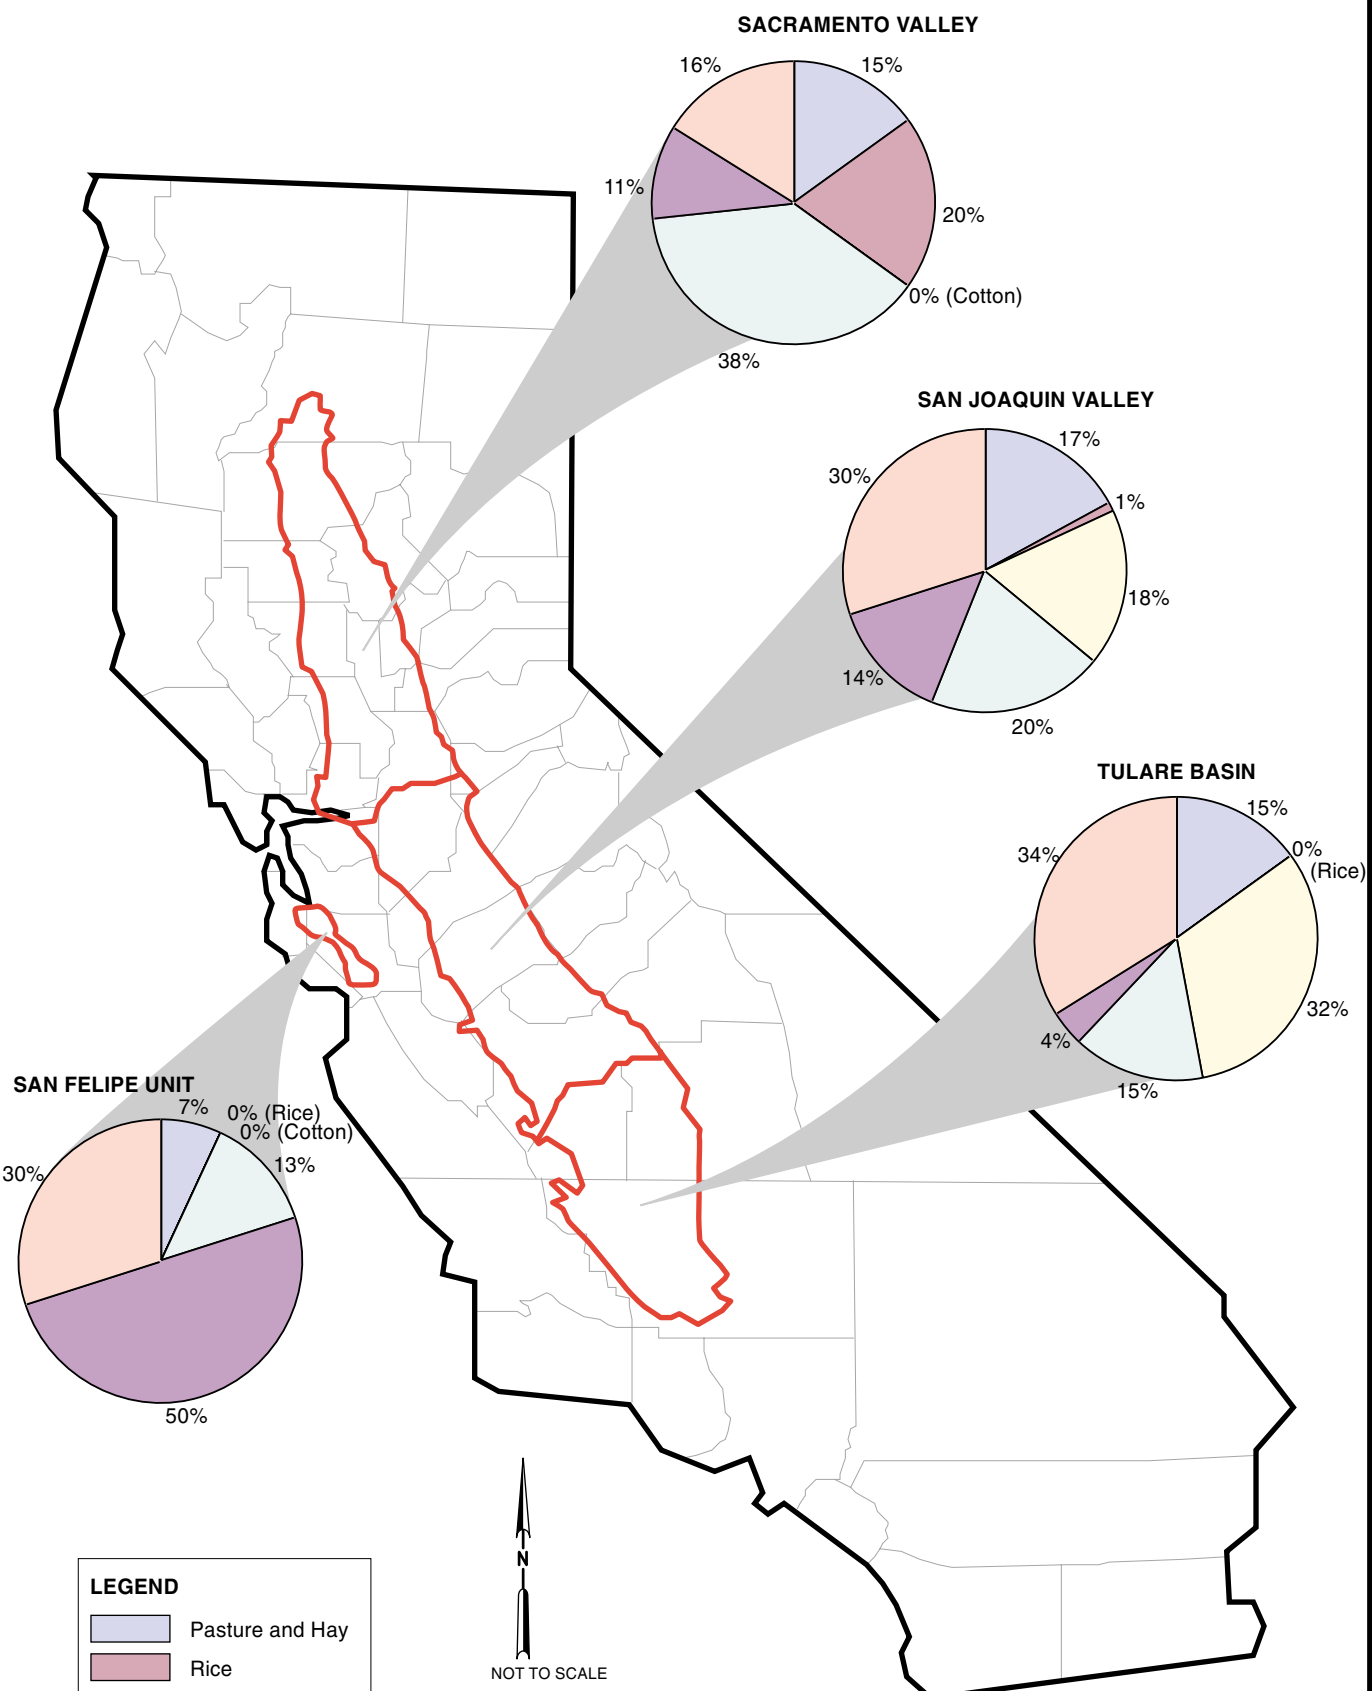 SACRAMENTO VALLEY
16%
15%
11%
20%
0% (Cotton)
38%
SAN JOAQUIN VALLEY
17%
30%
1%
18%
14%
20%
TULARE BASIN
15%
34%
0%
(Rice)
32%
4%
15%
SAN FELIPE UNIT
7%
0% (Rice)
0% (Cotton)
13%
30%
50%
N
NOT TO SCALE
LEGEND
Pasture and Hay
Rice